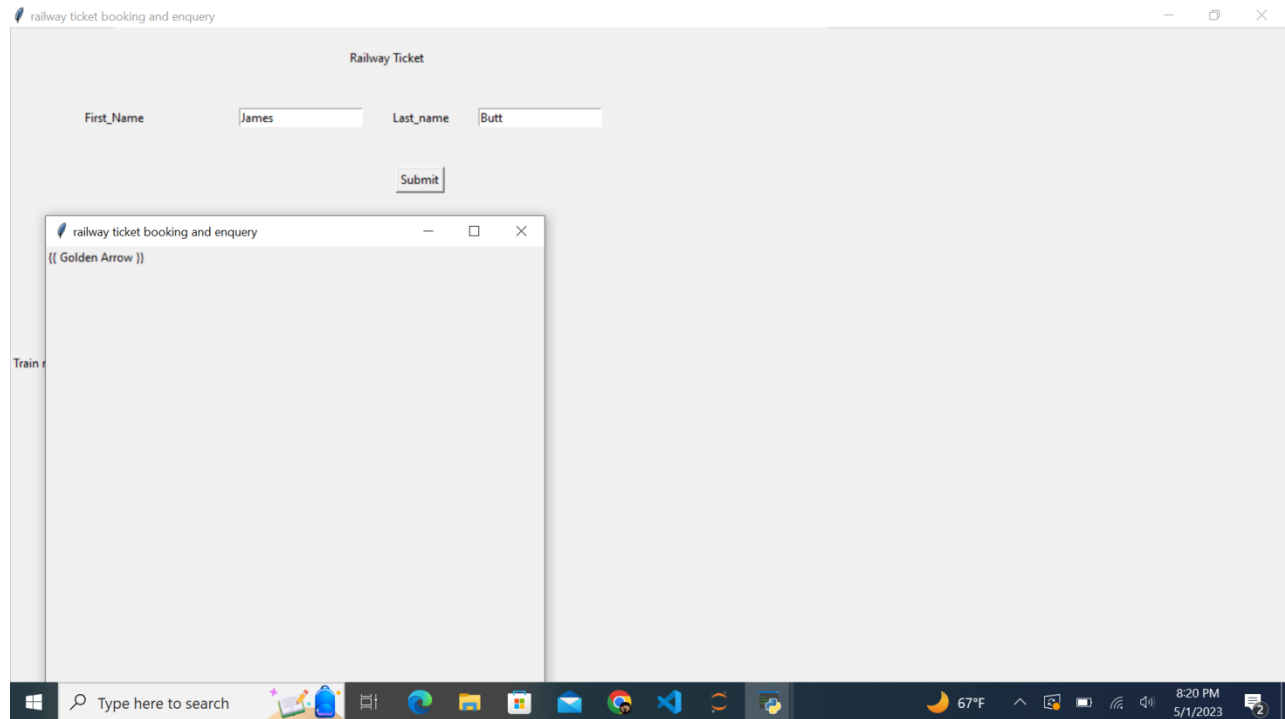 railway ticket booking and enquery
Railway Ticket
First_Name James Last_name Butt
Submit
railway ticket booking and enquery
{{ Golden Arrow }}
Train
Type here to search
67°F
8:20 PM
5/1/2023
2